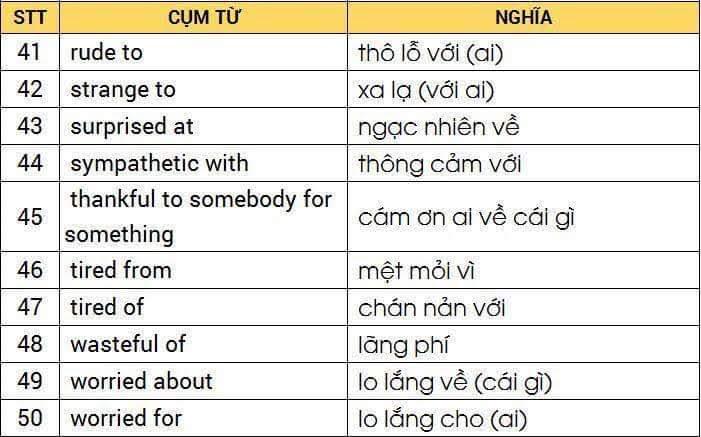 STT CỤM TỪ NGHĨA
41 rude to thô lỗ với (ai)
42 strange to xa lạ (với ai)
43 surprised at ngạc nhiên về
44 sympathetic with thông cảm với
45 thankful to somebody for
something cám ơn ai về cái gì
46 tired from mệt mỏi vì
47 tired of chán nản với
48 wasteful of lãng phí
49 worried about lo lắng về (cái gì)
50 worried for lo lắng cho (ai)